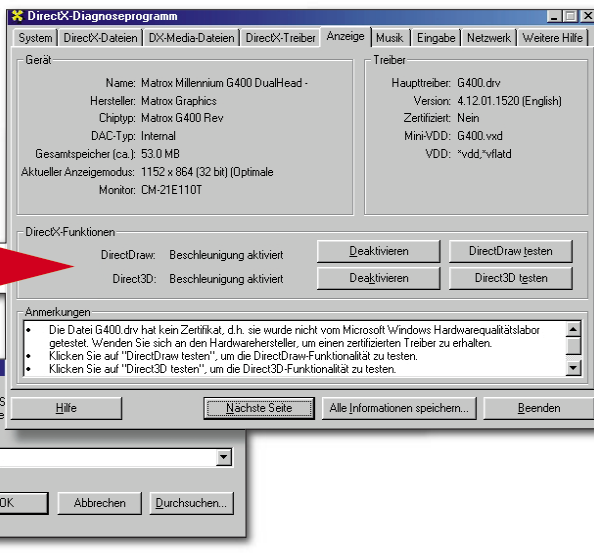 DirectX-Diagnoseprogramm
System DirectX-Dateien DX-Media-Dateien DirectX-Treiber Anzeige Musik Eingabe Netzwerk Weitere Hilfe
Gerät
Name: Matrox Millennium G400 DualHead -
Hersteller: Matrox Graphics
Chiptyp: Matrox G400 Rev
DAC-Typ: Internal
Gesamtspeicher (ca.): 53.0 MB
Aktueller Anzeigemodus: 1152 x 864 (32 bit) (Optimale
Monitor: CM-21E110T
Treiber
Haupttreiber: G400.drv
Version: 4.12.01.1520 (English)
Zertifiziert: Nein
Mini-VDD: G400.vxd
VDD: *vdd,*vflatd
DirectX-Funktionen
DirectDraw: Beschleunigung aktiviert Deaktivieren DirectDraw testen
Direct3D: Beschleunigung aktiviert Deaktivieren Direct3D testen
Anmerkungen
• Die Datei G400.drv hat kein Zertifikat, d.h. sie wurde nicht vom Microsoft Windows Hardwarequalitätslabor
getestet. Wenden Sie sich an den Hardwarehersteller, um einen zertifizierten Treiber zu erhalten.
• Klicken Sie auf "DirectDraw testen", um die DirectDraw-Funktionalität zu testen.
• Klicken Sie auf "Direct3D testen", um die Direct3D-Funktionalität zu testen.
Hilfe Nächste Seite Alle Informationen speichern... Beenden
OK Abbrechen Durchsuchen...